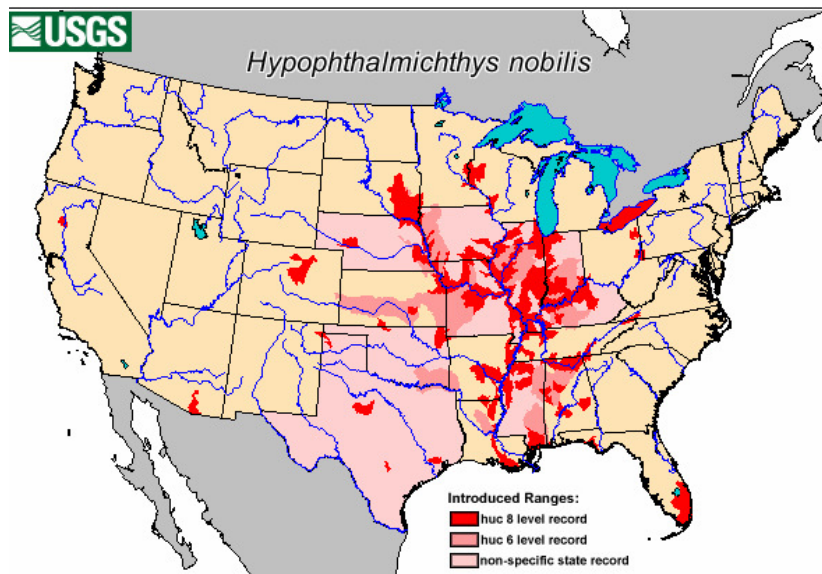 USGS
Hypophthalmichthys nobilis
Introduced Ranges:
huc 8 level record
huc 6 level record
non-specific state record